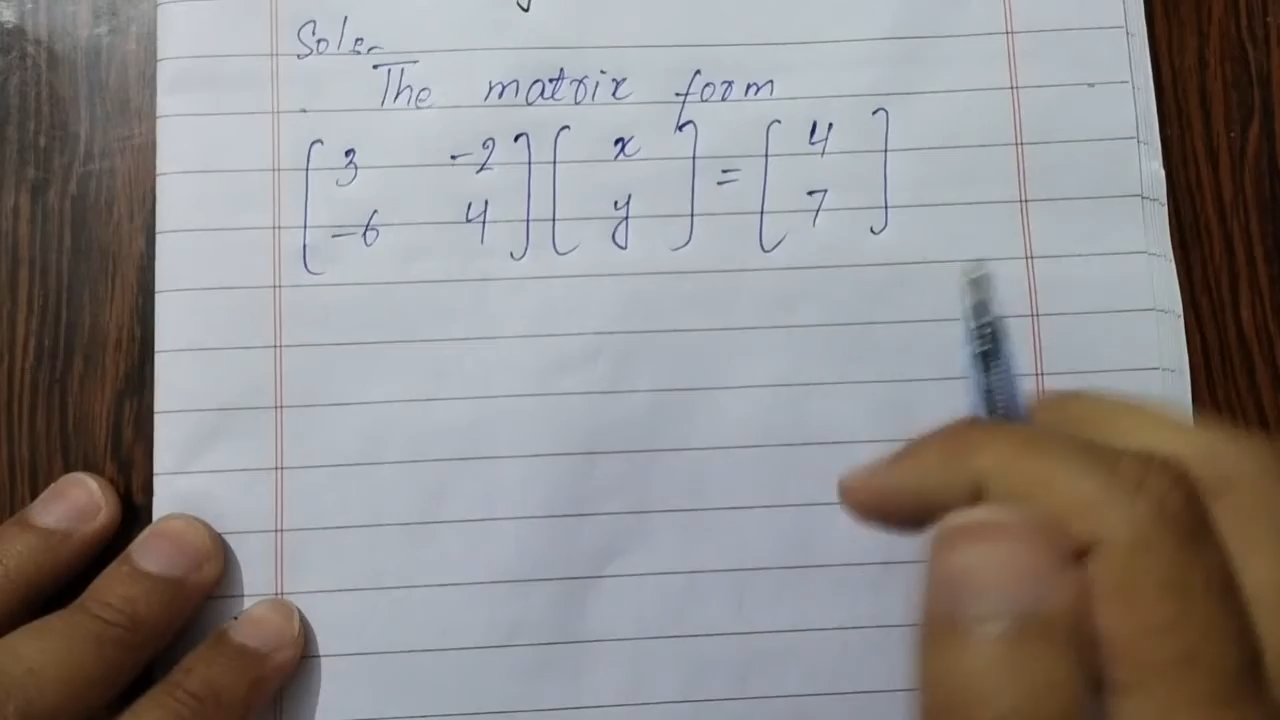 Soln
The matrix form
[3 -2] [x] = [4]
[-6 4] [y] [7]